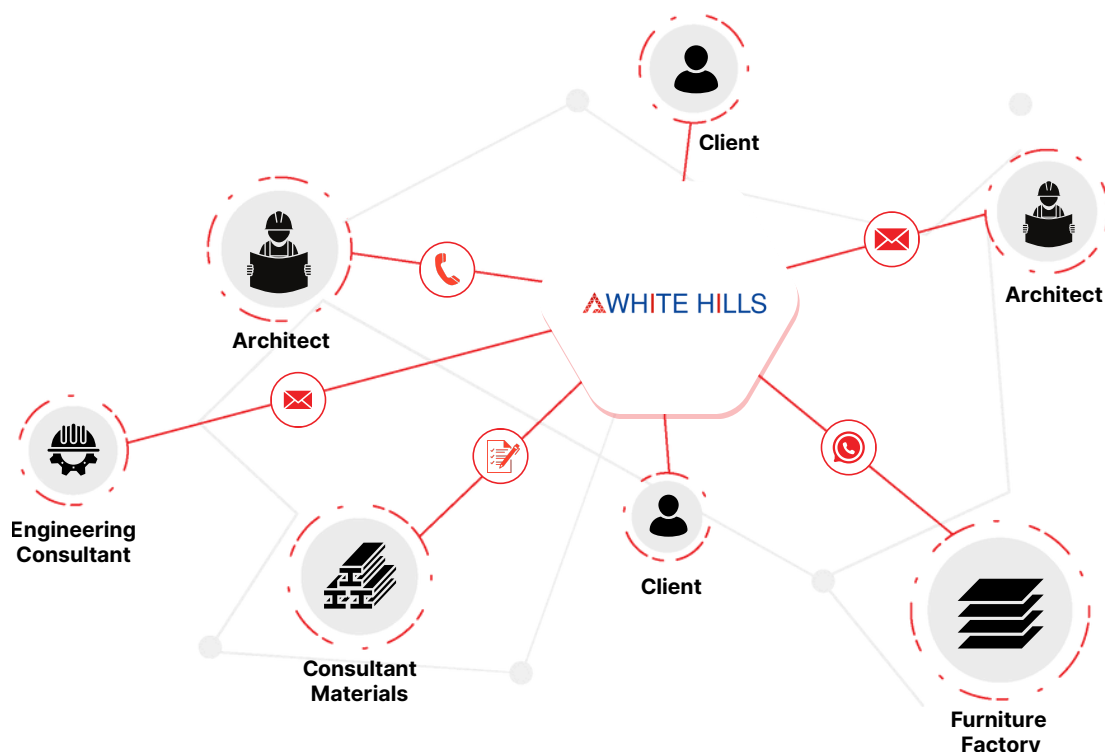 Client
Architect
WHITE HILLS
Architect
Engineering
Consultant
Client
Consultant
Materials
Furniture
Factory